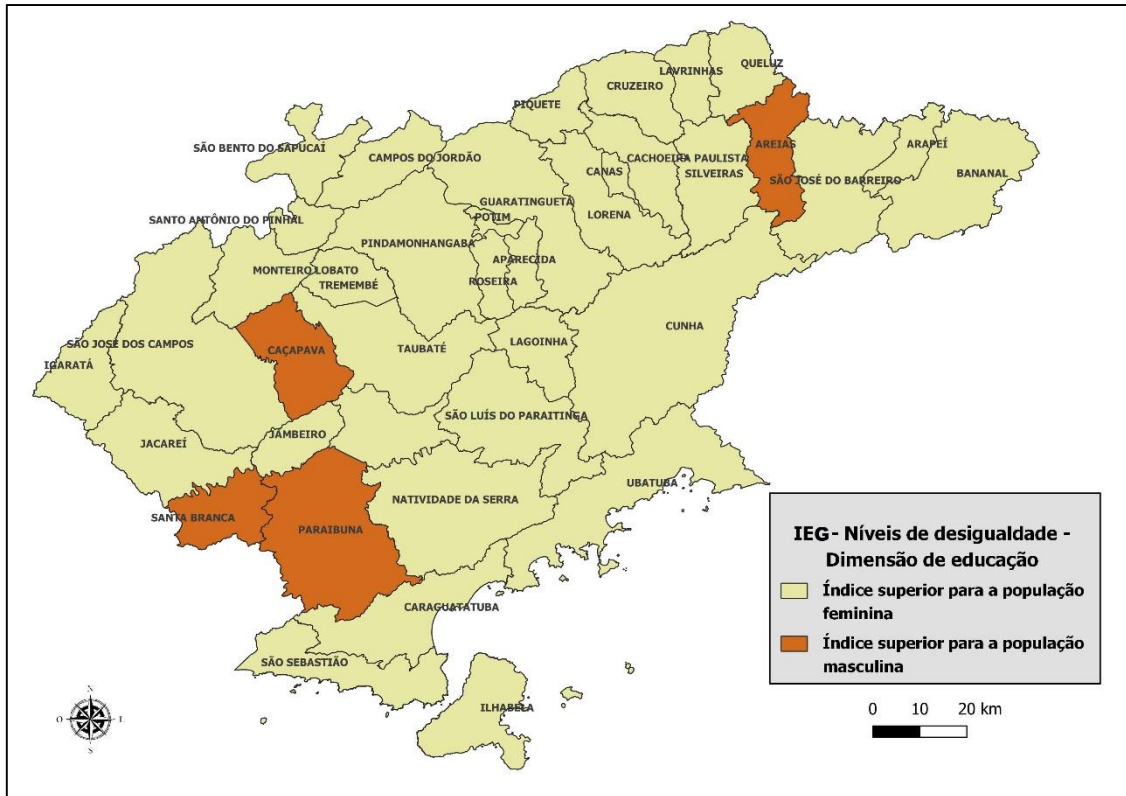 QUELUZ
LAVRINHAS
CRUZEIRO
PIQUETE
SÃO BENTO DO SAPUCAÍ
CAMPOS DO JORDÃO
AREIAS
ARAPEÍ
CACHOEIRA PAULISTA
CANAS
SILVEIRAS
SÃO JOSÉ DO BARREIRO
BANANAL
GUARATINGUETÁ
SANTO ANTÔNIO DO PINHAL
POTIM
LORENA
PINDAMONHANGABA
APARECIDA
MONTEIRO LOBATO
TREMEMBÉ
ROSEIRA
CUNHA
SÃO JOSÉ DOS CAMPOS
CAÇAPAVA
TAUBATÉ
LAGOINHA
IGARATÁ
SÃO LUÍS DO PARAITINGA
JACAREÍ
JAMBEIRO
UBATUBA
NATIVIDADE DA SERRA
SANTA BRANCA
PARAIBUNA
CARAGUATATUBA
SÃO SEBASTIÃO
ILHABELA
IEG - Níveis de desigualdade -
Dimensão de educação
Índice superior para a população
feminina
Índice superior para a população
masculina
0 10 20 km
N
O L
S